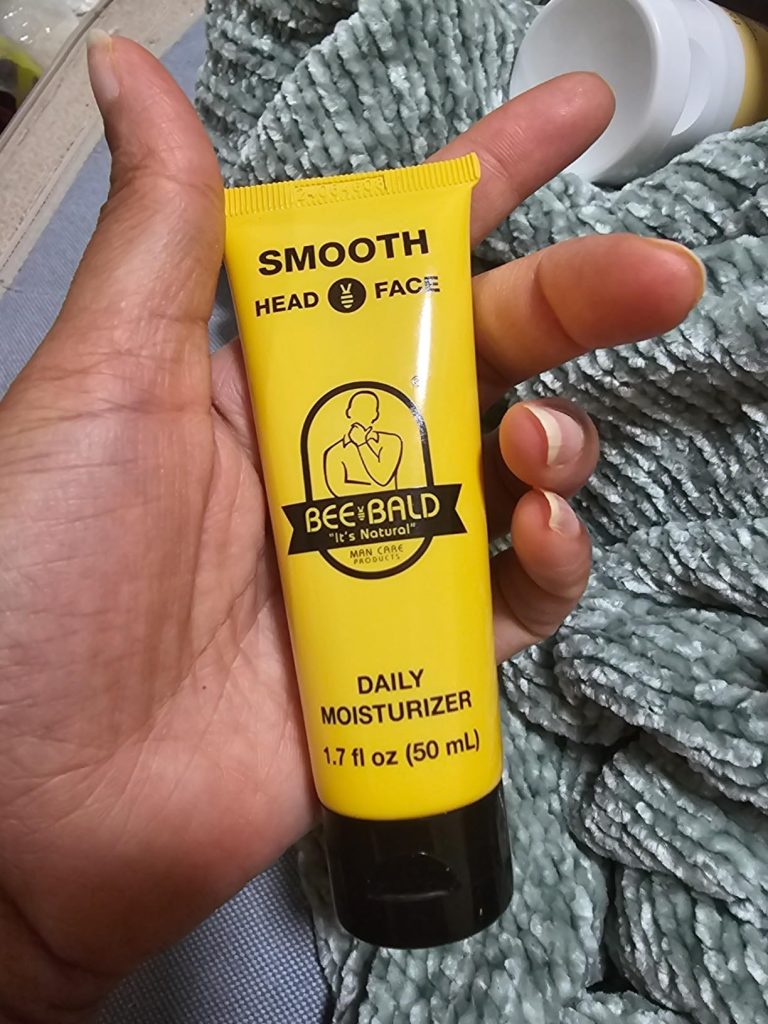 SMOOTH
HEAD FACE
®
BEE BALD
"It's Natural"
MAN CARE
PRODUCTS
DAILY
MOISTURIZER
1.7 fl oz (50 mL)